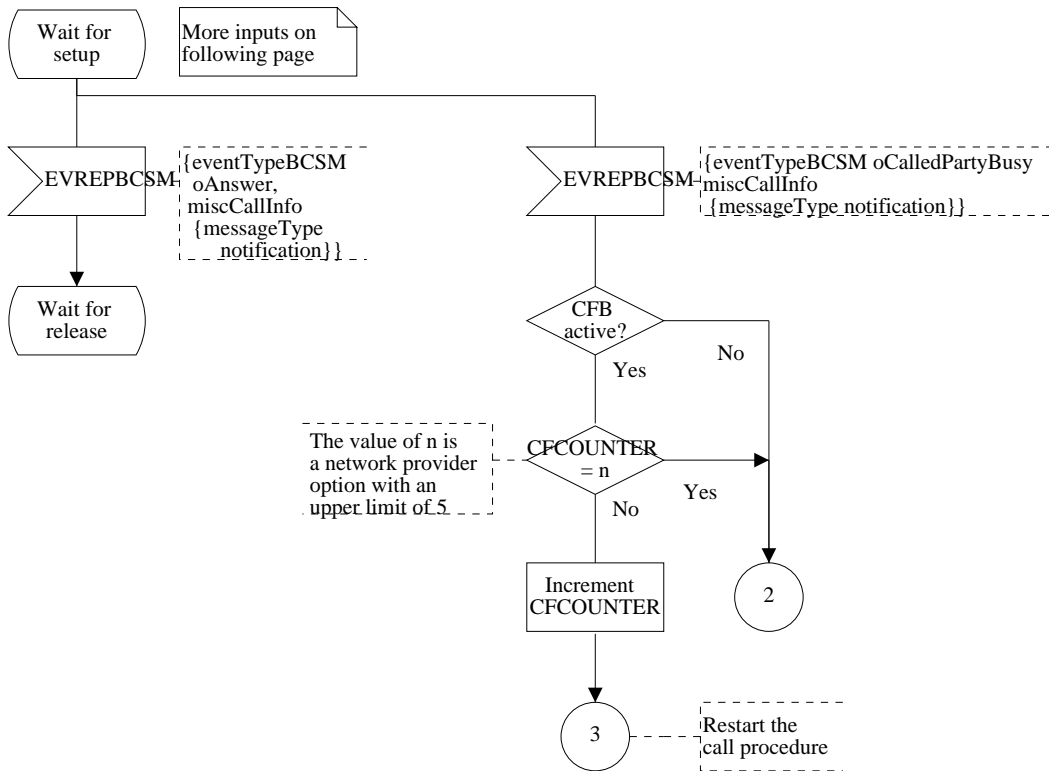 Wait for
setup
More inputs on
following page
EVREPBCSM
{eventTypeBCSM
oAnswer,
miscCallInfo
{messageType
notification}}
EVREPBCSM
{eventTypeBCSM oCalledPartyBusy
miscCallInfo
{messageType notification}}
Wait for
release
CFB
active?
No
Yes
The value of n is
a network provider
option with an
upper limit of 5
CFCOUNTER
= n
Yes
No
Increment
CFCOUNTER
2
3
Restart the
call procedure